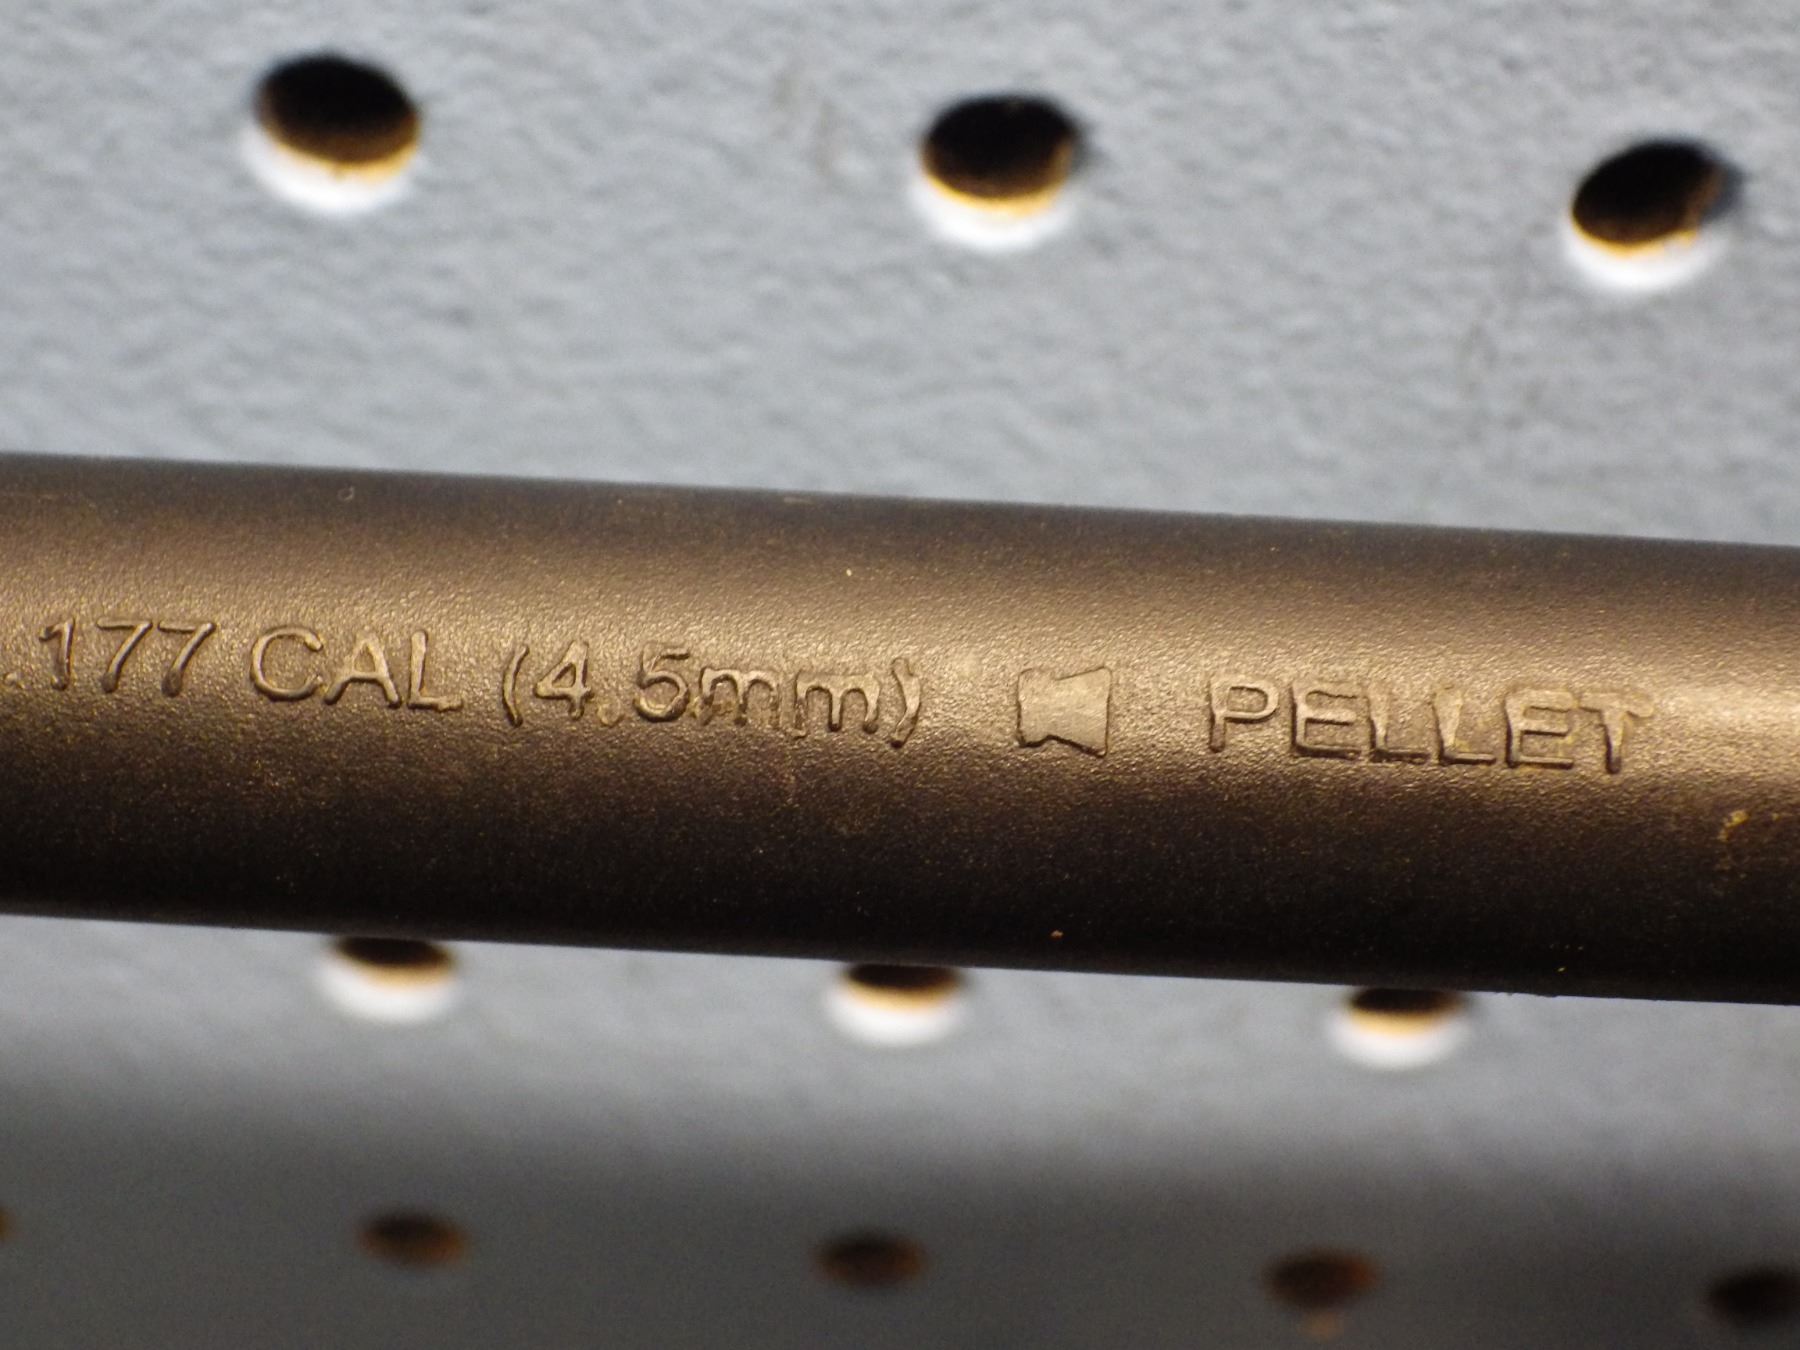 .177 CAL (4.5mm) PELLET